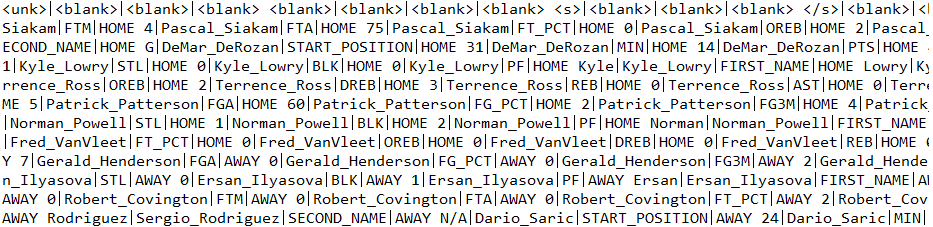 <unk>|<blank>|<blank>|<blank> <blank>|<blank>|<blank>|<blank> <s>|<blank>|<blank>|<blank> </s>|<blank>|<b
Siakam|FTM|HOME 4|Pascal_Siakam|FTA|HOME 75|Pascal_Siakam|FT_PCT|HOME 0|Pascal_Siakam|OREB|HOME 2|Pascal_
ECOND_NAME|HOME G|DeMar_DeRozan|START_POSITION|HOME 31|DeMar_DeRozan|MIN|HOME 14|DeMar_DeRozan|PTS|HOME
1|Kyle_Lowry|STL|HOME 0|Kyle_Lowry|BLK|HOME 0|Kyle_Lowry|PF|HOME Kyle|Kyle_Lowry|FIRST_NAME|HOME Lowry|Ky
rrence_Ross|OREB|HOME 2|Terrence_Ross|DREB|HOME 3|Terrence_Ross|REB|HOME 0|Terrence_Ross|AST|HOME 0|Terre
ME 5|Patrick_Patterson|FGA|HOME 60|Patrick_Patterson|FG_PCT|HOME 2|Patrick_Patterson|FG3M|HOME 4|Patrick_
|Norman_Powell|STL|HOME 1|Norman_Powell|BLK|HOME 2|Norman_Powell|PF|HOME Norman|Norman_Powell|FIRST_NAME
|Fred_VanVleet|FT_PCT|HOME 0|Fred_VanVleet|OREB|HOME 0|Fred_VanVleet|DREB|HOME 0|Fred_VanVleet|REB|HOME 0
Y 7|Gerald_Henderson|FGA|AWAY 0|Gerald_Henderson|FG_PCT|AWAY 0|Gerald_Henderson|FG3M|AWAY 2|Gerald_Hende
n_Ilyasova|STL|AWAY 0|Ersan_Ilyasova|BLK|AWAY 1|Ersan_Ilyasova|PF|AWAY Ersan|Ersan_Ilyasova|FIRST_NAME|AW
AWAY 0|Robert_Covington|FTM|AWAY 0|Robert_Covington|FTA|AWAY 0|Robert_Covington|FT_PCT|AWAY 2|Robert_Cov
AWAY Rodriguez|Sergio_Rodriguez|SECOND_NAME|AWAY N/A|Dario_Saric|START_POSITION|AWAY 24|Dario_Saric|MIN|